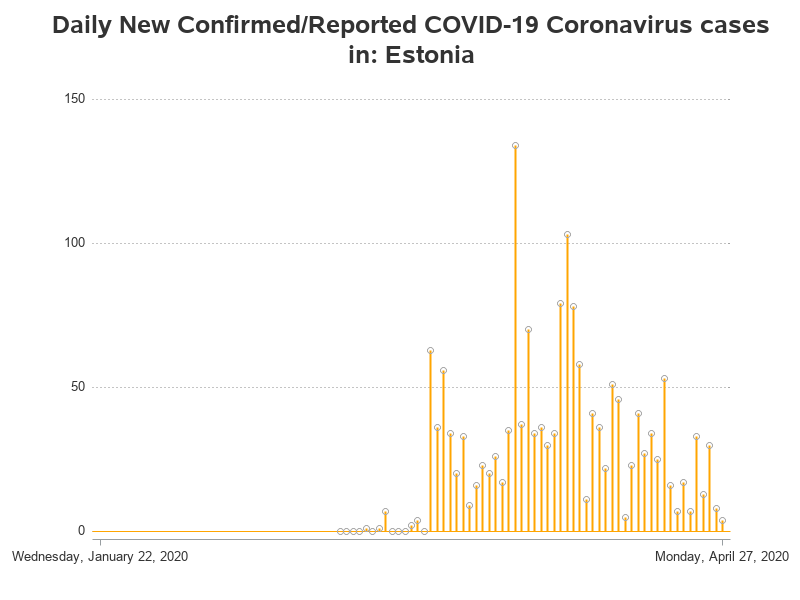 Daily New Confirmed/Reported COVID-19 Coronavirus cases
in: Estonia
150
100
50
0
Wednesday, January 22, 2020
Monday, April 27, 2020